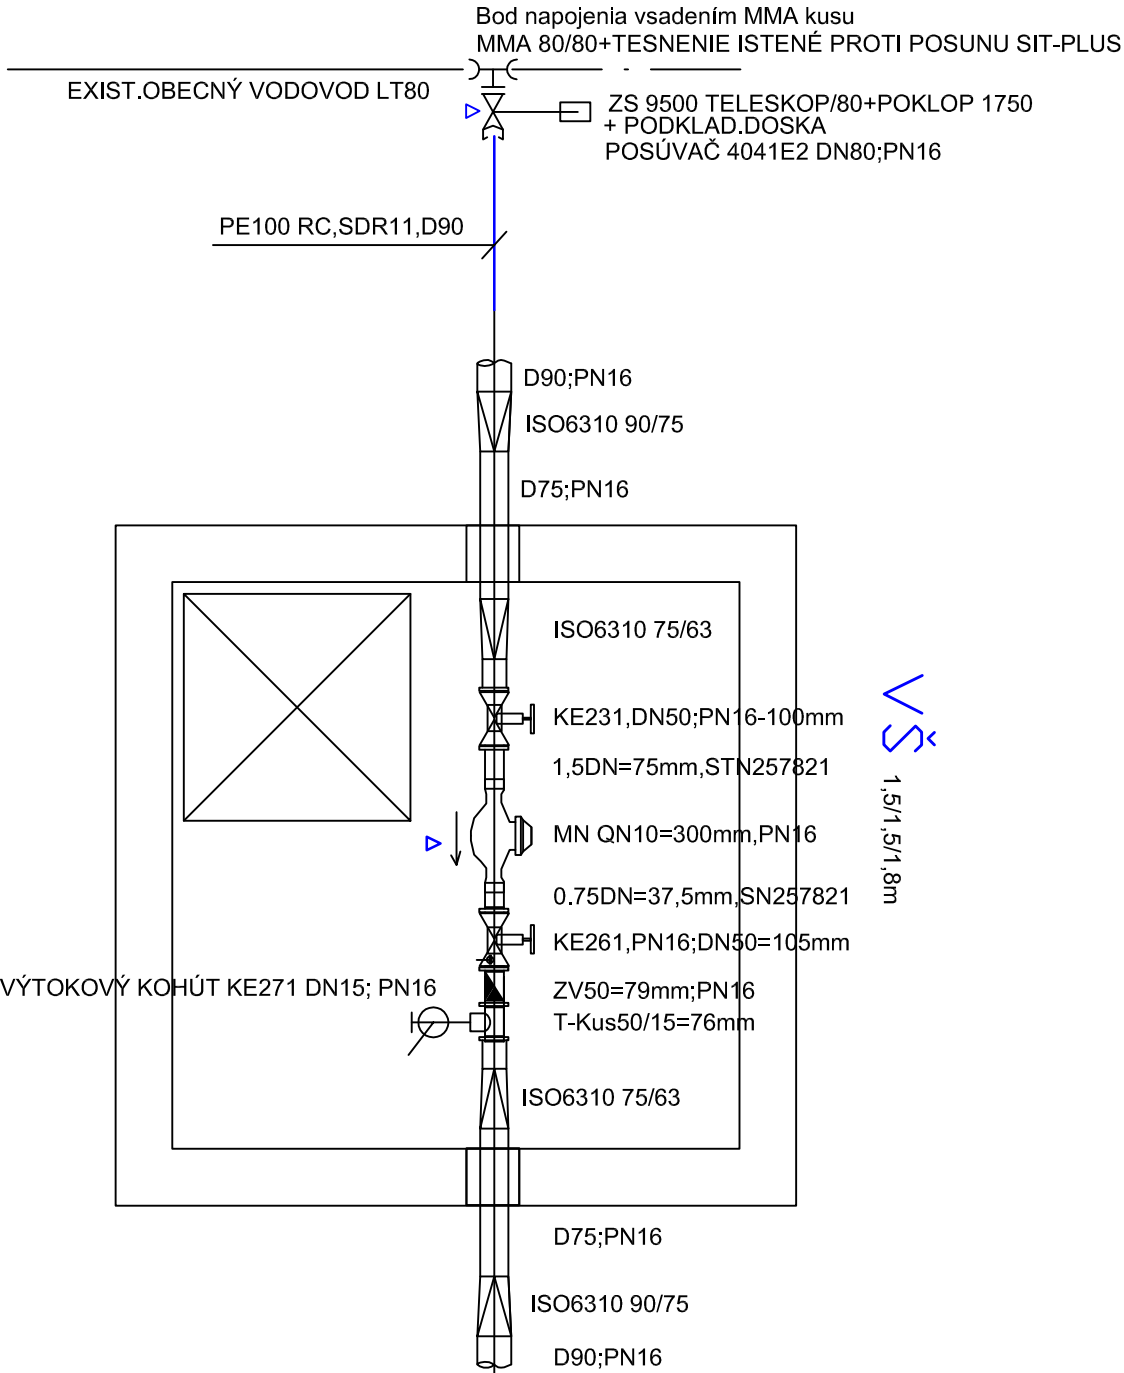 Bod napojenia vsadením MMA kusu
MMA 80/80+TESNENIE ISTENÉ PROTI POSUNU SIT-PLUS
EXIST.OBECNÝ VODOVOD LT80
ZS 9500 TELESKOP/80+POKLOP 1750
+ PODKLAD.DOSKA
POSÚVAČ 4041E2 DN80;PN16
PE100 RC,SDR11,D90
D90;PN16
ISO6310 90/75
D75;PN16
ISO6310 75/63
KE231,DN50;PN16-100mm
1,5DN=75mm,STN257821
MN QN10=300mm,PN16
0.75DN=37,5mm,SN257821
KE261,PN16;DN50=105mm
VÝTOKOVÝ KOHÚT KE271 DN15; PN16
ZV50=79mm;PN16
T-Kus50/15=76mm
ISO6310 75/63
D75;PN16
ISO6310 90/75
D90;PN16
VŠ
1,5/1,5/1,8m